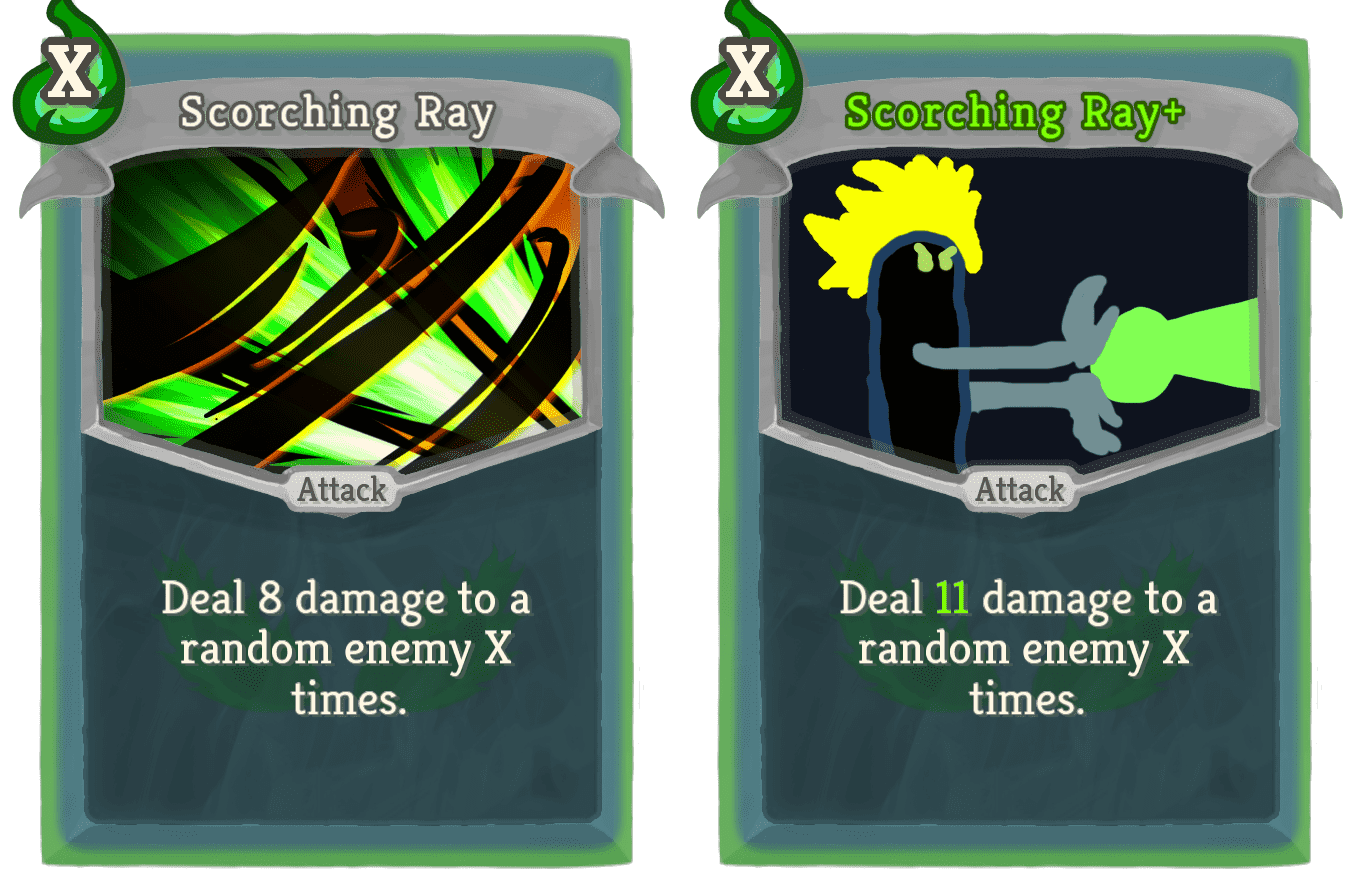 X
Scorching Ray
Attack
Deal 8 damage to a
random enemy X
times.
X
Scorching Ray+
Attack
Deal 11 damage to a
random enemy X
times.